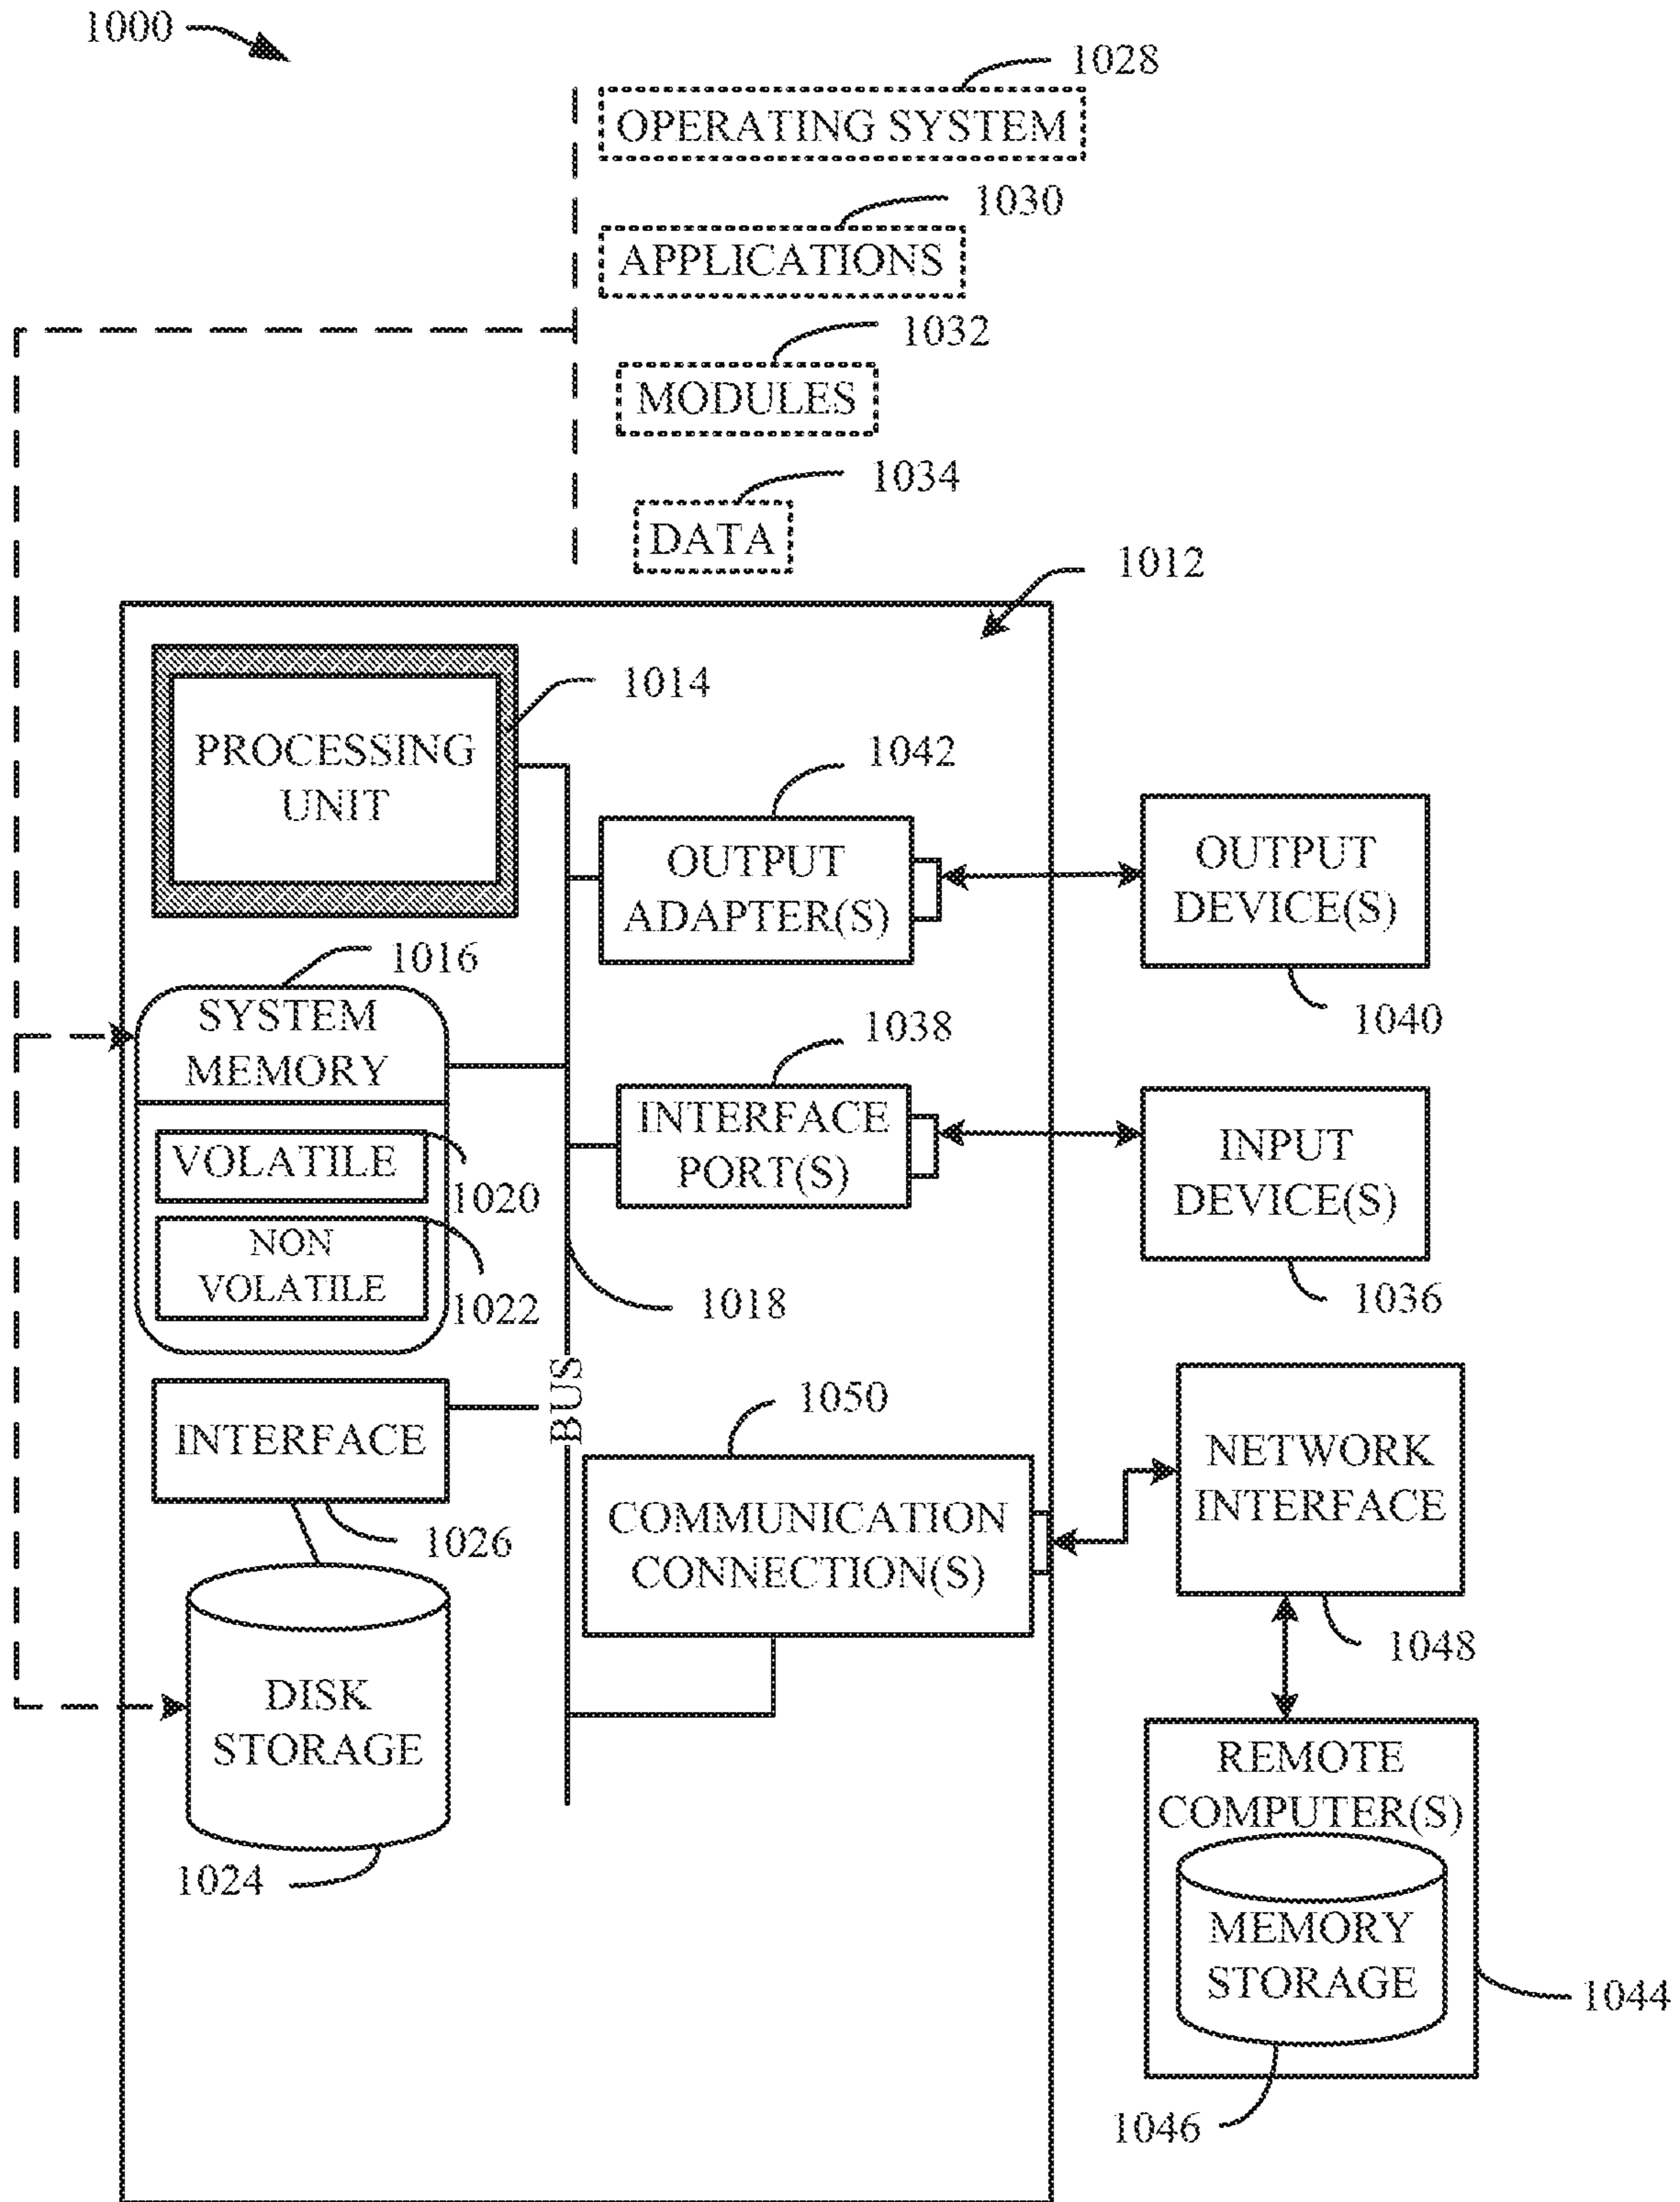 1000
1028
OPERATING SYSTEM
1030
APPLICATIONS
1032
MODULES
1034
DATA
1012
1014
PROCESSING
UNIT
1042
OUTPUT
ADAPTER(S)
OUTPUT
DEVICE(S)
1040
1016
SYSTEM
MEMORY
VOLATILE
1020
NON
VOLATILE
1022
1038
INTERFACE
PORT(S)
INPUT
DEVICE(S)
1036
1018
BUS
INTERFACE
1026
1050
COMMUNICATION
CONNECTION(S)
NETWORK
INTERFACE
1048
DISK
STORAGE
1024
REMOTE
COMPUTER(S)
MEMORY
STORAGE
1044
1046